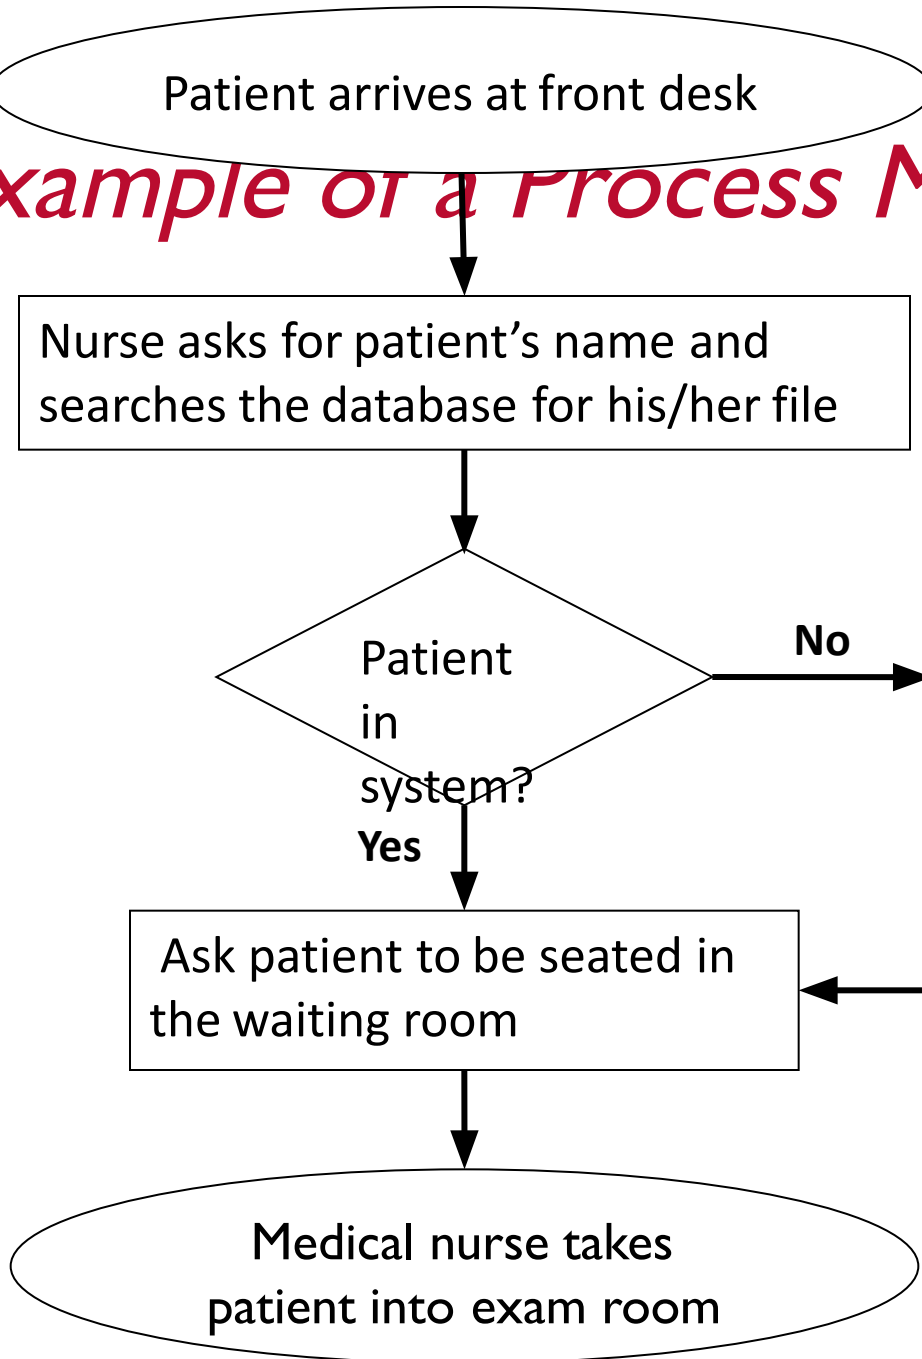 Patient arrives at front desk
xample of a Process M
Nurse asks for patient’s name and
searches the database for his/her file
Patient
in
system?
No
Yes
Ask patient to be seated in
the waiting room
Medical nurse takes
patient into exam room